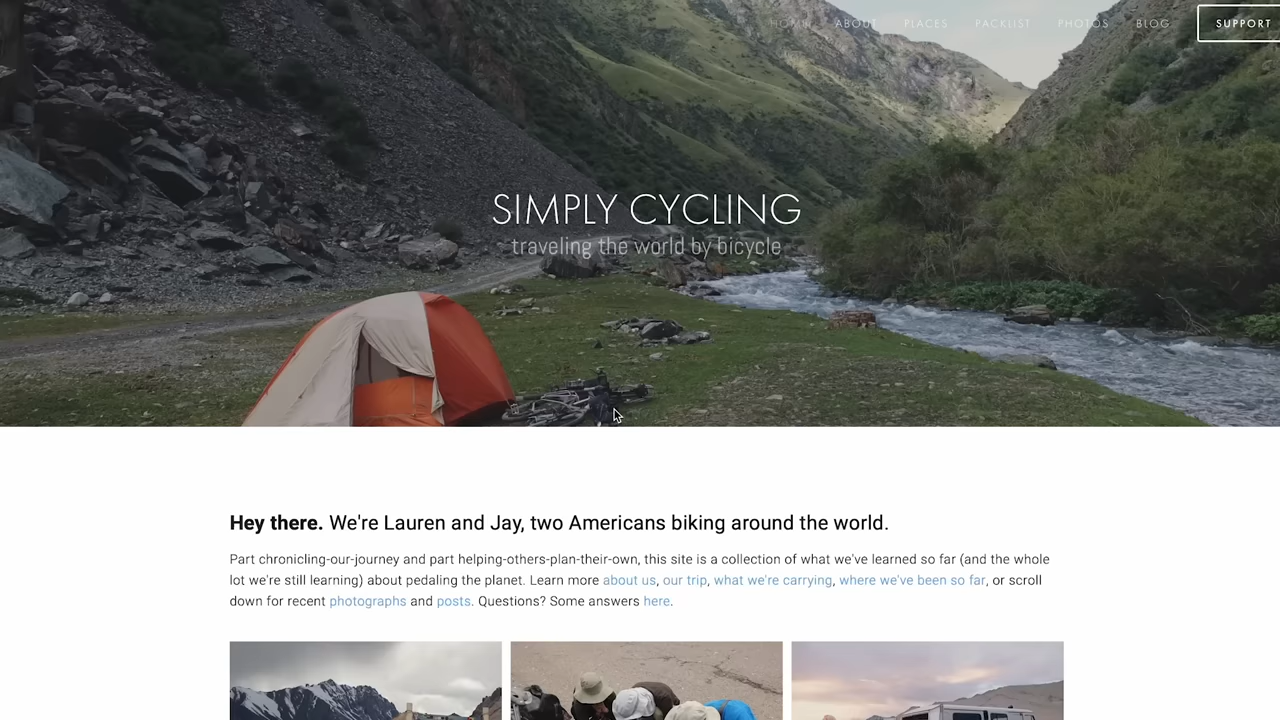 HOME ABOUT PLACES PACKLIST PHOTOS BLOG SUPPORT
SIMPLY CYCLING
traveling the world by bicycle
Hey there. We're Lauren and Jay, two Americans biking around the world.
Part chronicling-our-journey and part helping-others-plan-their-own, this site is a collection of what we've learned so far (and the whole
lot we're still learning) about pedaling the planet. Learn more about us, our trip, what we're carrying, where we've been so far, or scroll
down for recent photographs and posts. Questions? Some answers here.